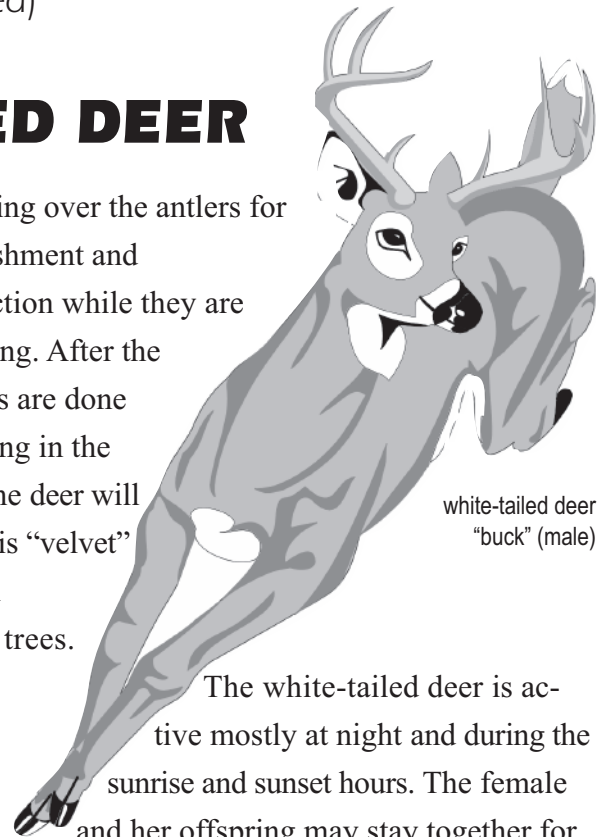 ED DEER
ing over the antlers for
shment and
ction while they are
ng. After the
s are done
ng in the
he deer will
is “velvet”
trees.
white-tailed deer
“buck” (male)
The white-tailed deer is ac-
tive mostly at night and during the
sunrise and sunset hours. The female
and her offspring may stay together for